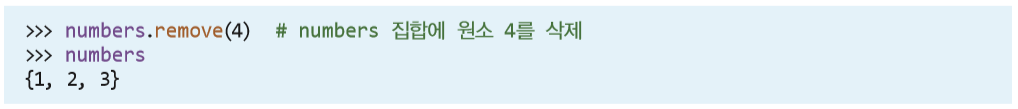 >>> numbers.remove(4)  # numbers 집합에 원소 4를 삭제
>>> numbers
{1, 2, 3}